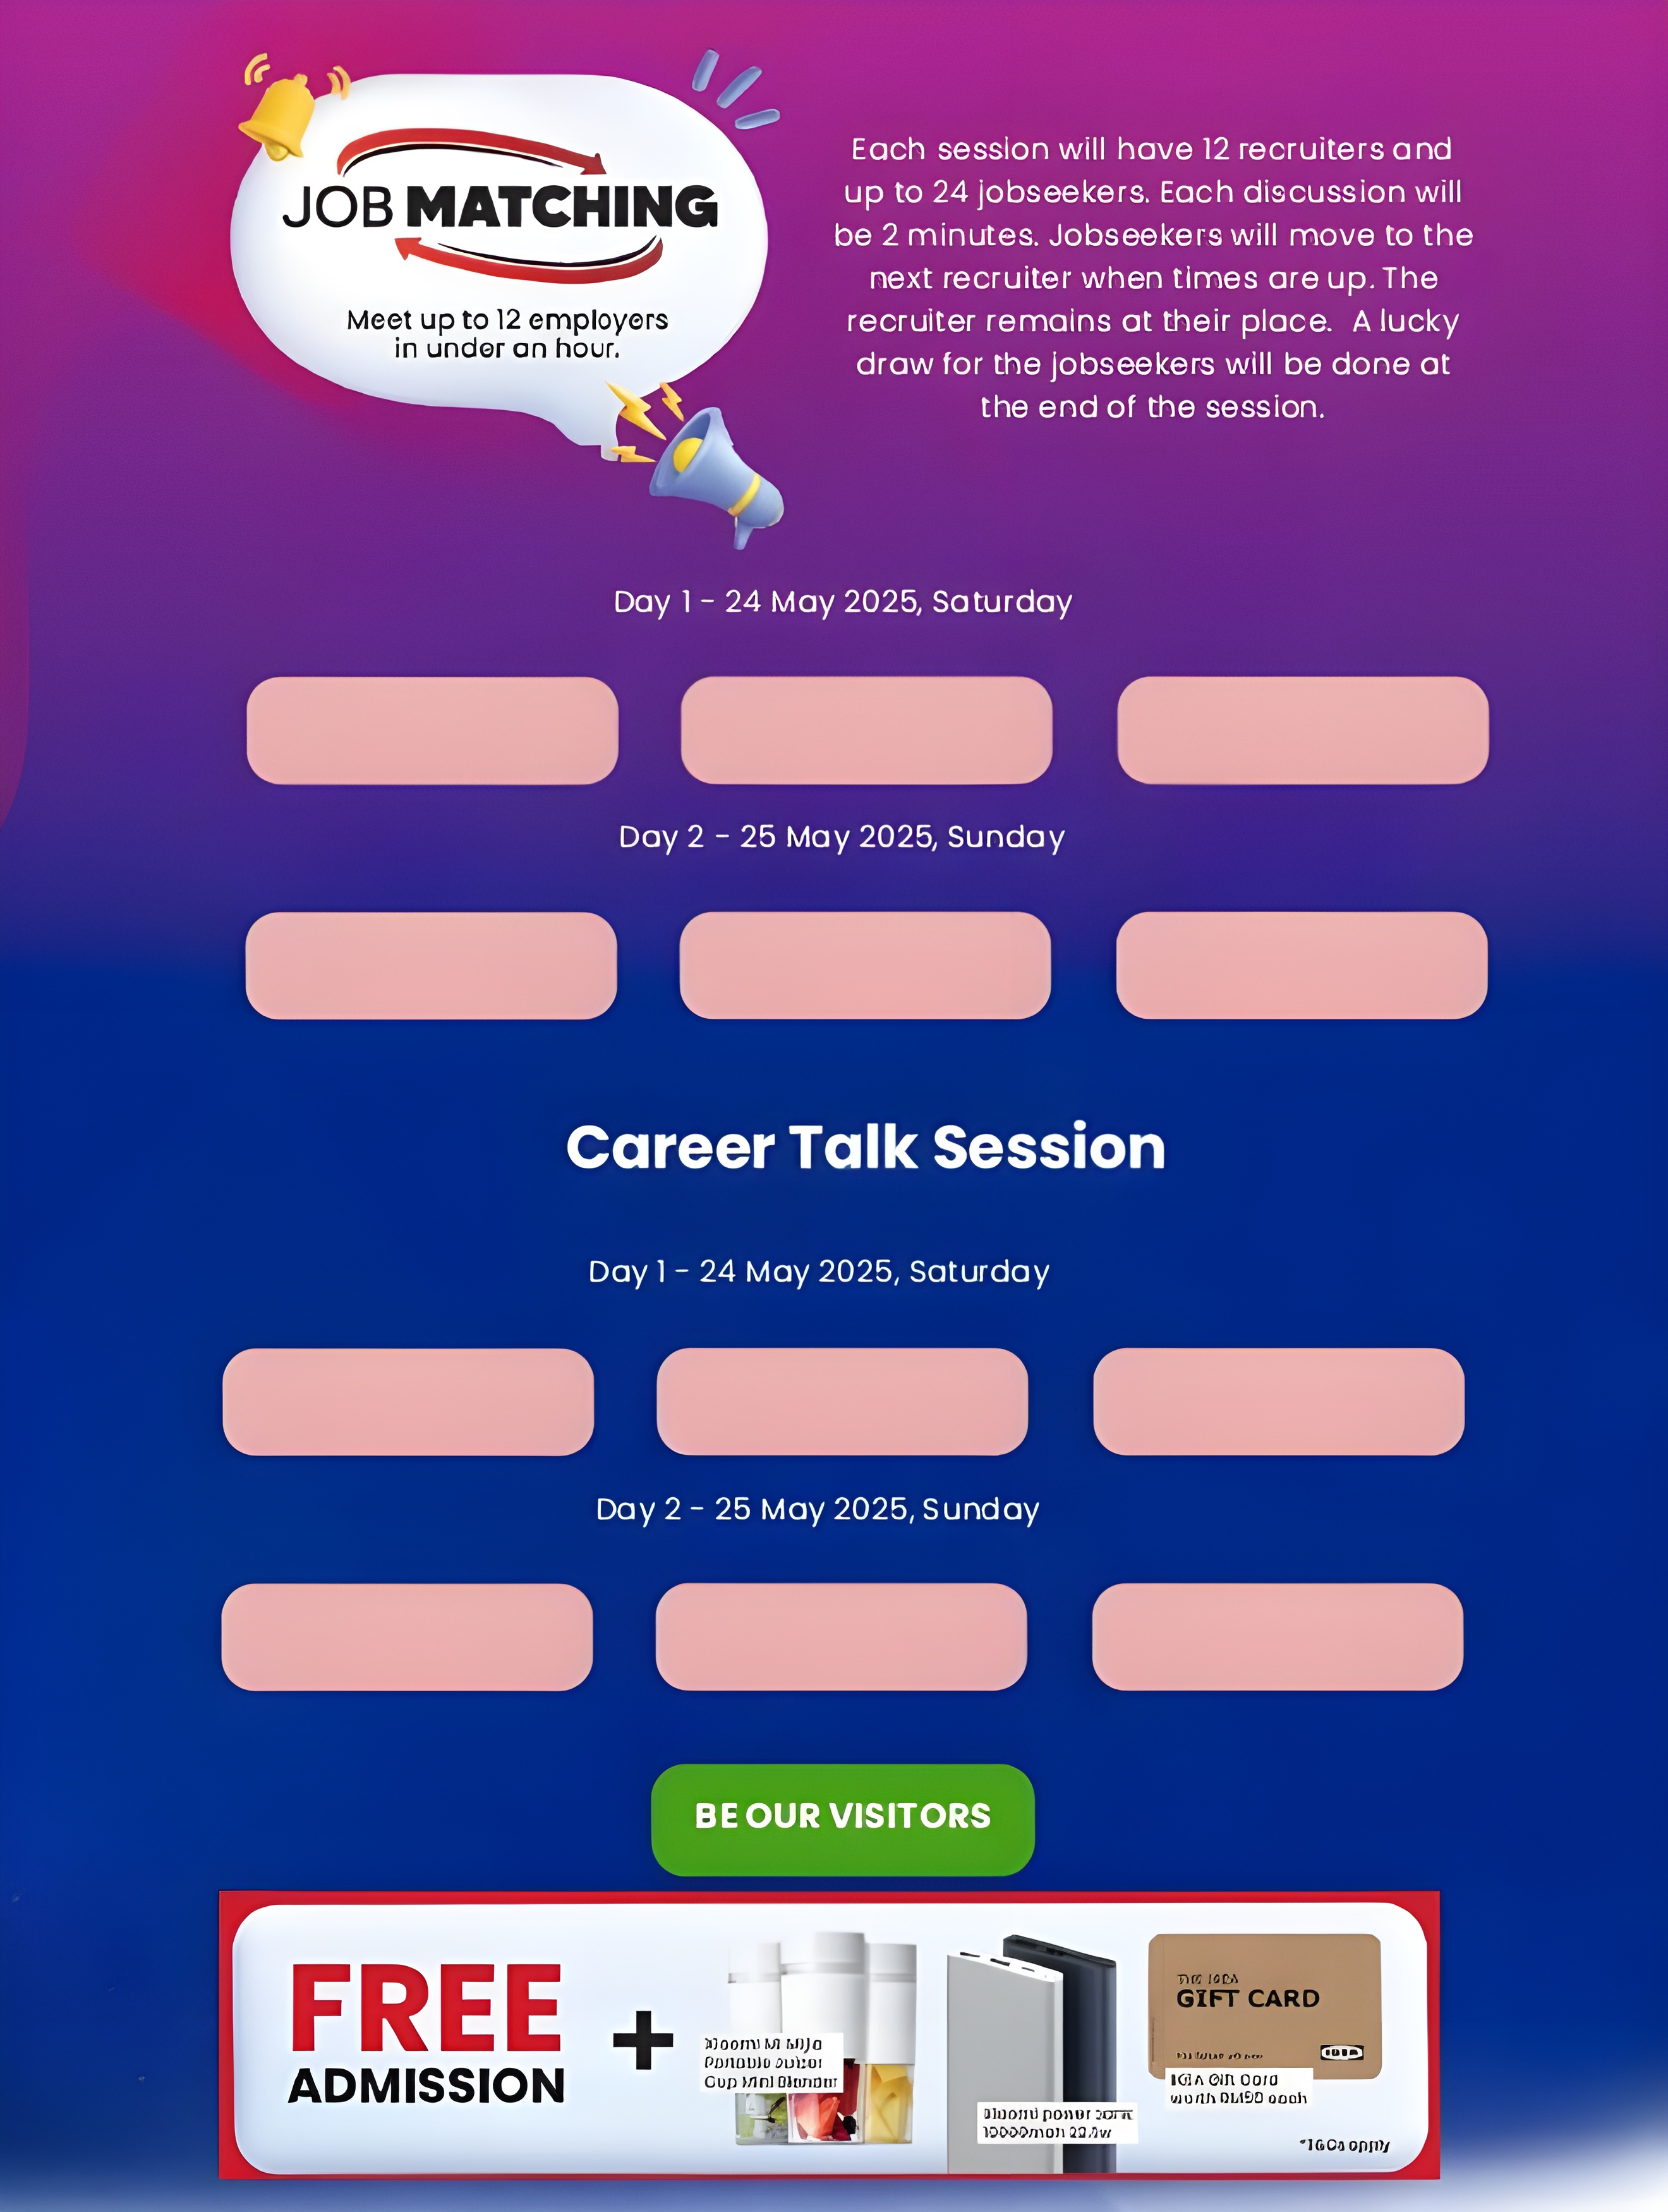 JOB MATCHING
Meet up to 12 employers
in under an hour.
Each session will have 12 recruiters and
up to 24 jobseekers. Each discussion will
be 2 minutes. Jobseekers will move to the
next recruiter when times are up. The
recruiter remains at their place. A lucky
draw for the jobseekers will be done at
the end of the session.
Day 1 - 24 May 2025, Saturday
Day 2 - 25 May 2025, Sunday
Career Talk Session
Day 1 - 24 May 2025, Saturday
Day 2 - 25 May 2025, Sunday
BE OUR VISITORS
FREE
ADMISSION
+
GIFT CARD
power
apply